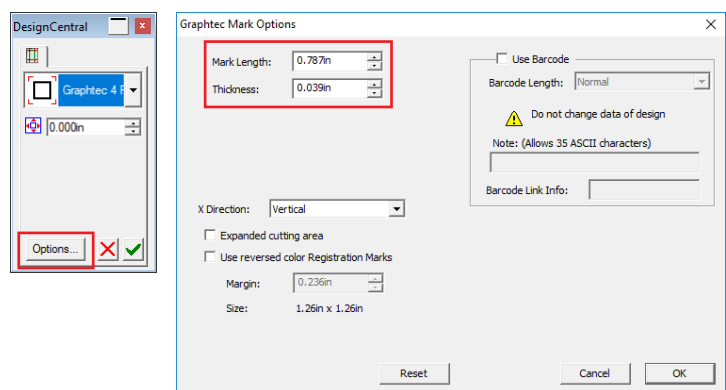 DesignCentral
Graphtec 4
0.000in
Options...
Graphtec Mark Options
Mark Length: 0.787in
Thickness: 0.039in
Use Barcode
Barcode Length: Normal
Do not change data of design
Note: (Allows 35 ASCII characters)
Barcode Link Info:
X Direction: Vertical
Expanded cutting area
Use reversed color Registration Marks
Margin: 0.236in
Size: 1.26in x 1.26in
Reset
Cancel
OK